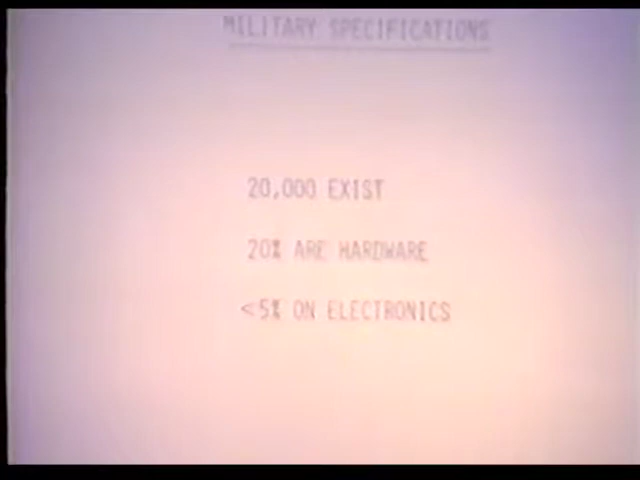 MILITARY SPECIFICATIONS
20,000 EXIST
20% ARE HARDWARE
<5% ON ELECTRONICS